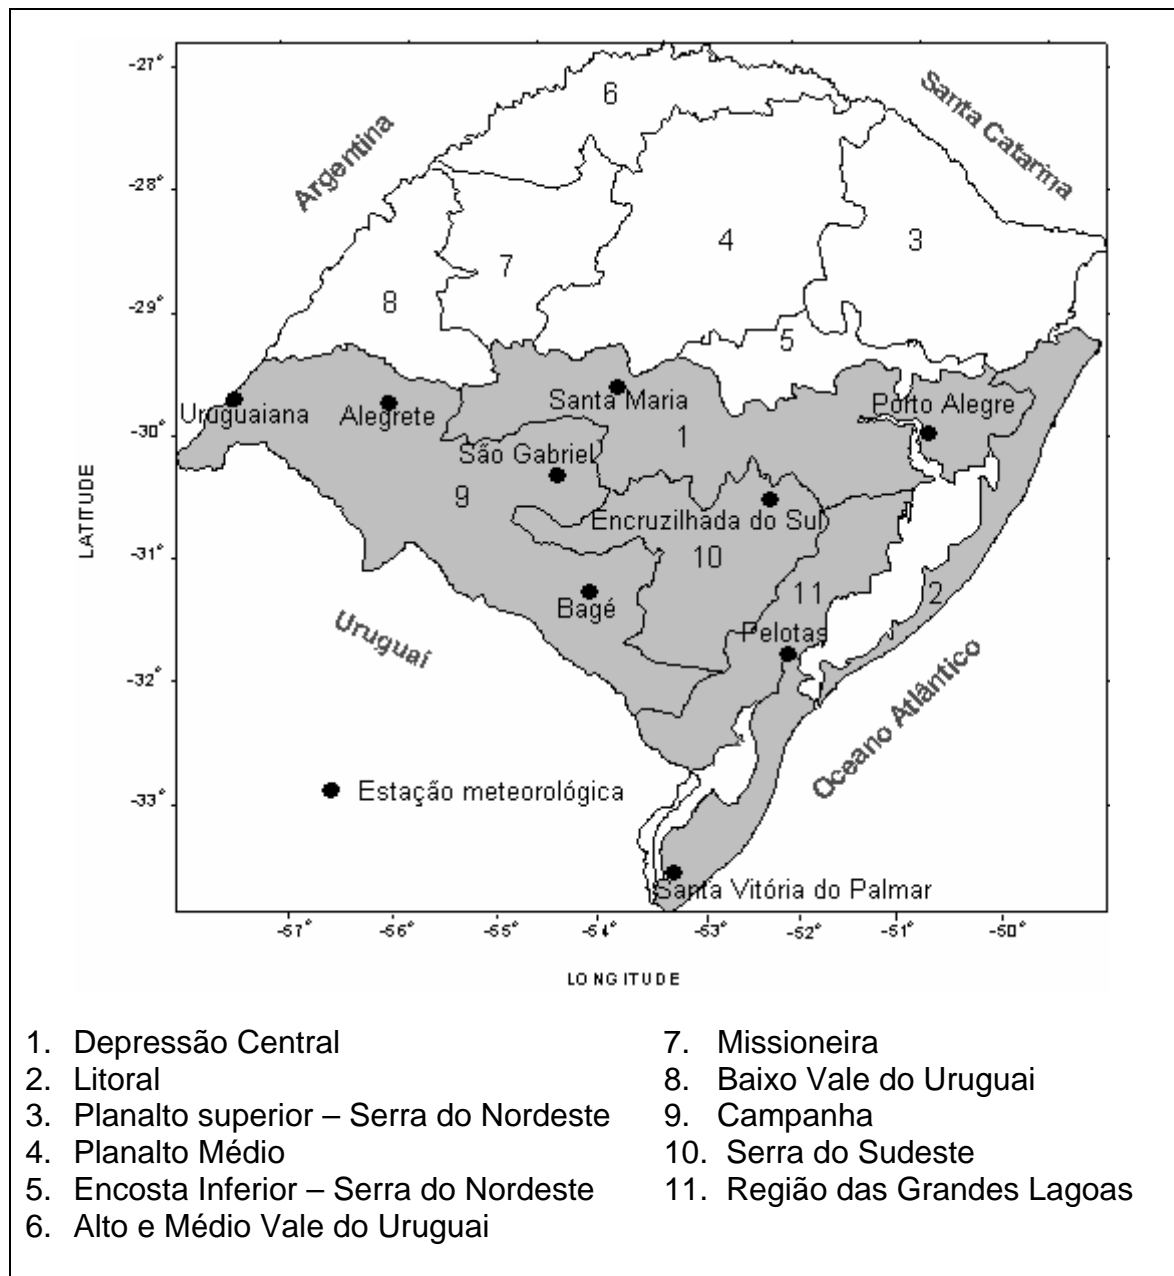 -27°
-28°
-29°
-30°
-31°
-32°
-33°
LATITUDE
Argentina
Santa Catarina
6
4
3
7
8
5
Uruguaiana
Alegrete
Santa Maria
Porto Alegre
1
São Gabriel
9
Encruzilhada do Sul
10
11
2
Bagé
Pelotas
Uruguaí
Oceano Atlântico
Estação meteorológica
Santa Vitória do Palmar
-57° -56° -55° -54° -53° -52° -51° -50°
LONGITUDE
1. Depressão Central
2. Litoral
3. Planalto superior – Serra do Nordeste
4. Planalto Médio
5. Encosta Inferior – Serra do Nordeste
6. Alto e Médio Vale do Uruguai
7. Missioneira
8. Baixo Vale do Uruguai
9. Campanha
10. Serra do Sudeste
11. Região das Grandes Lagoas